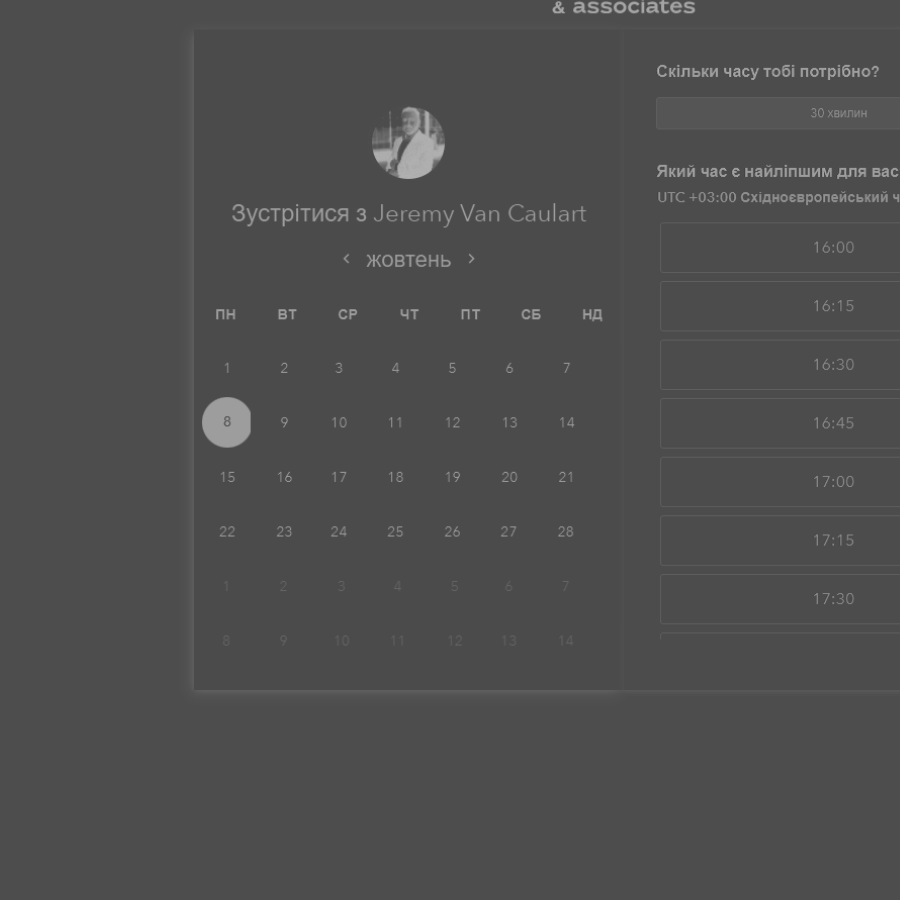 & associates
Зустрітися з Jeremy Van Caulart
жовтень
ПН ВТ СР ЧТ ПТ СБ НД
1 2 3 4 5 6 7
8 9 10 11 12 13 14
15 16 17 18 19 20 21
22 23 24 25 26 27 28
1 2 3 4 5 6 7
8 9 10 11 12 13 14
Скільки часу тобі потрібно?
30 хвилин
Який час є найліпшим для вас
UTC +03:00 Східноєвропейський ч
16:00
16:15
16:30
16:45
17:00
17:15
17:30